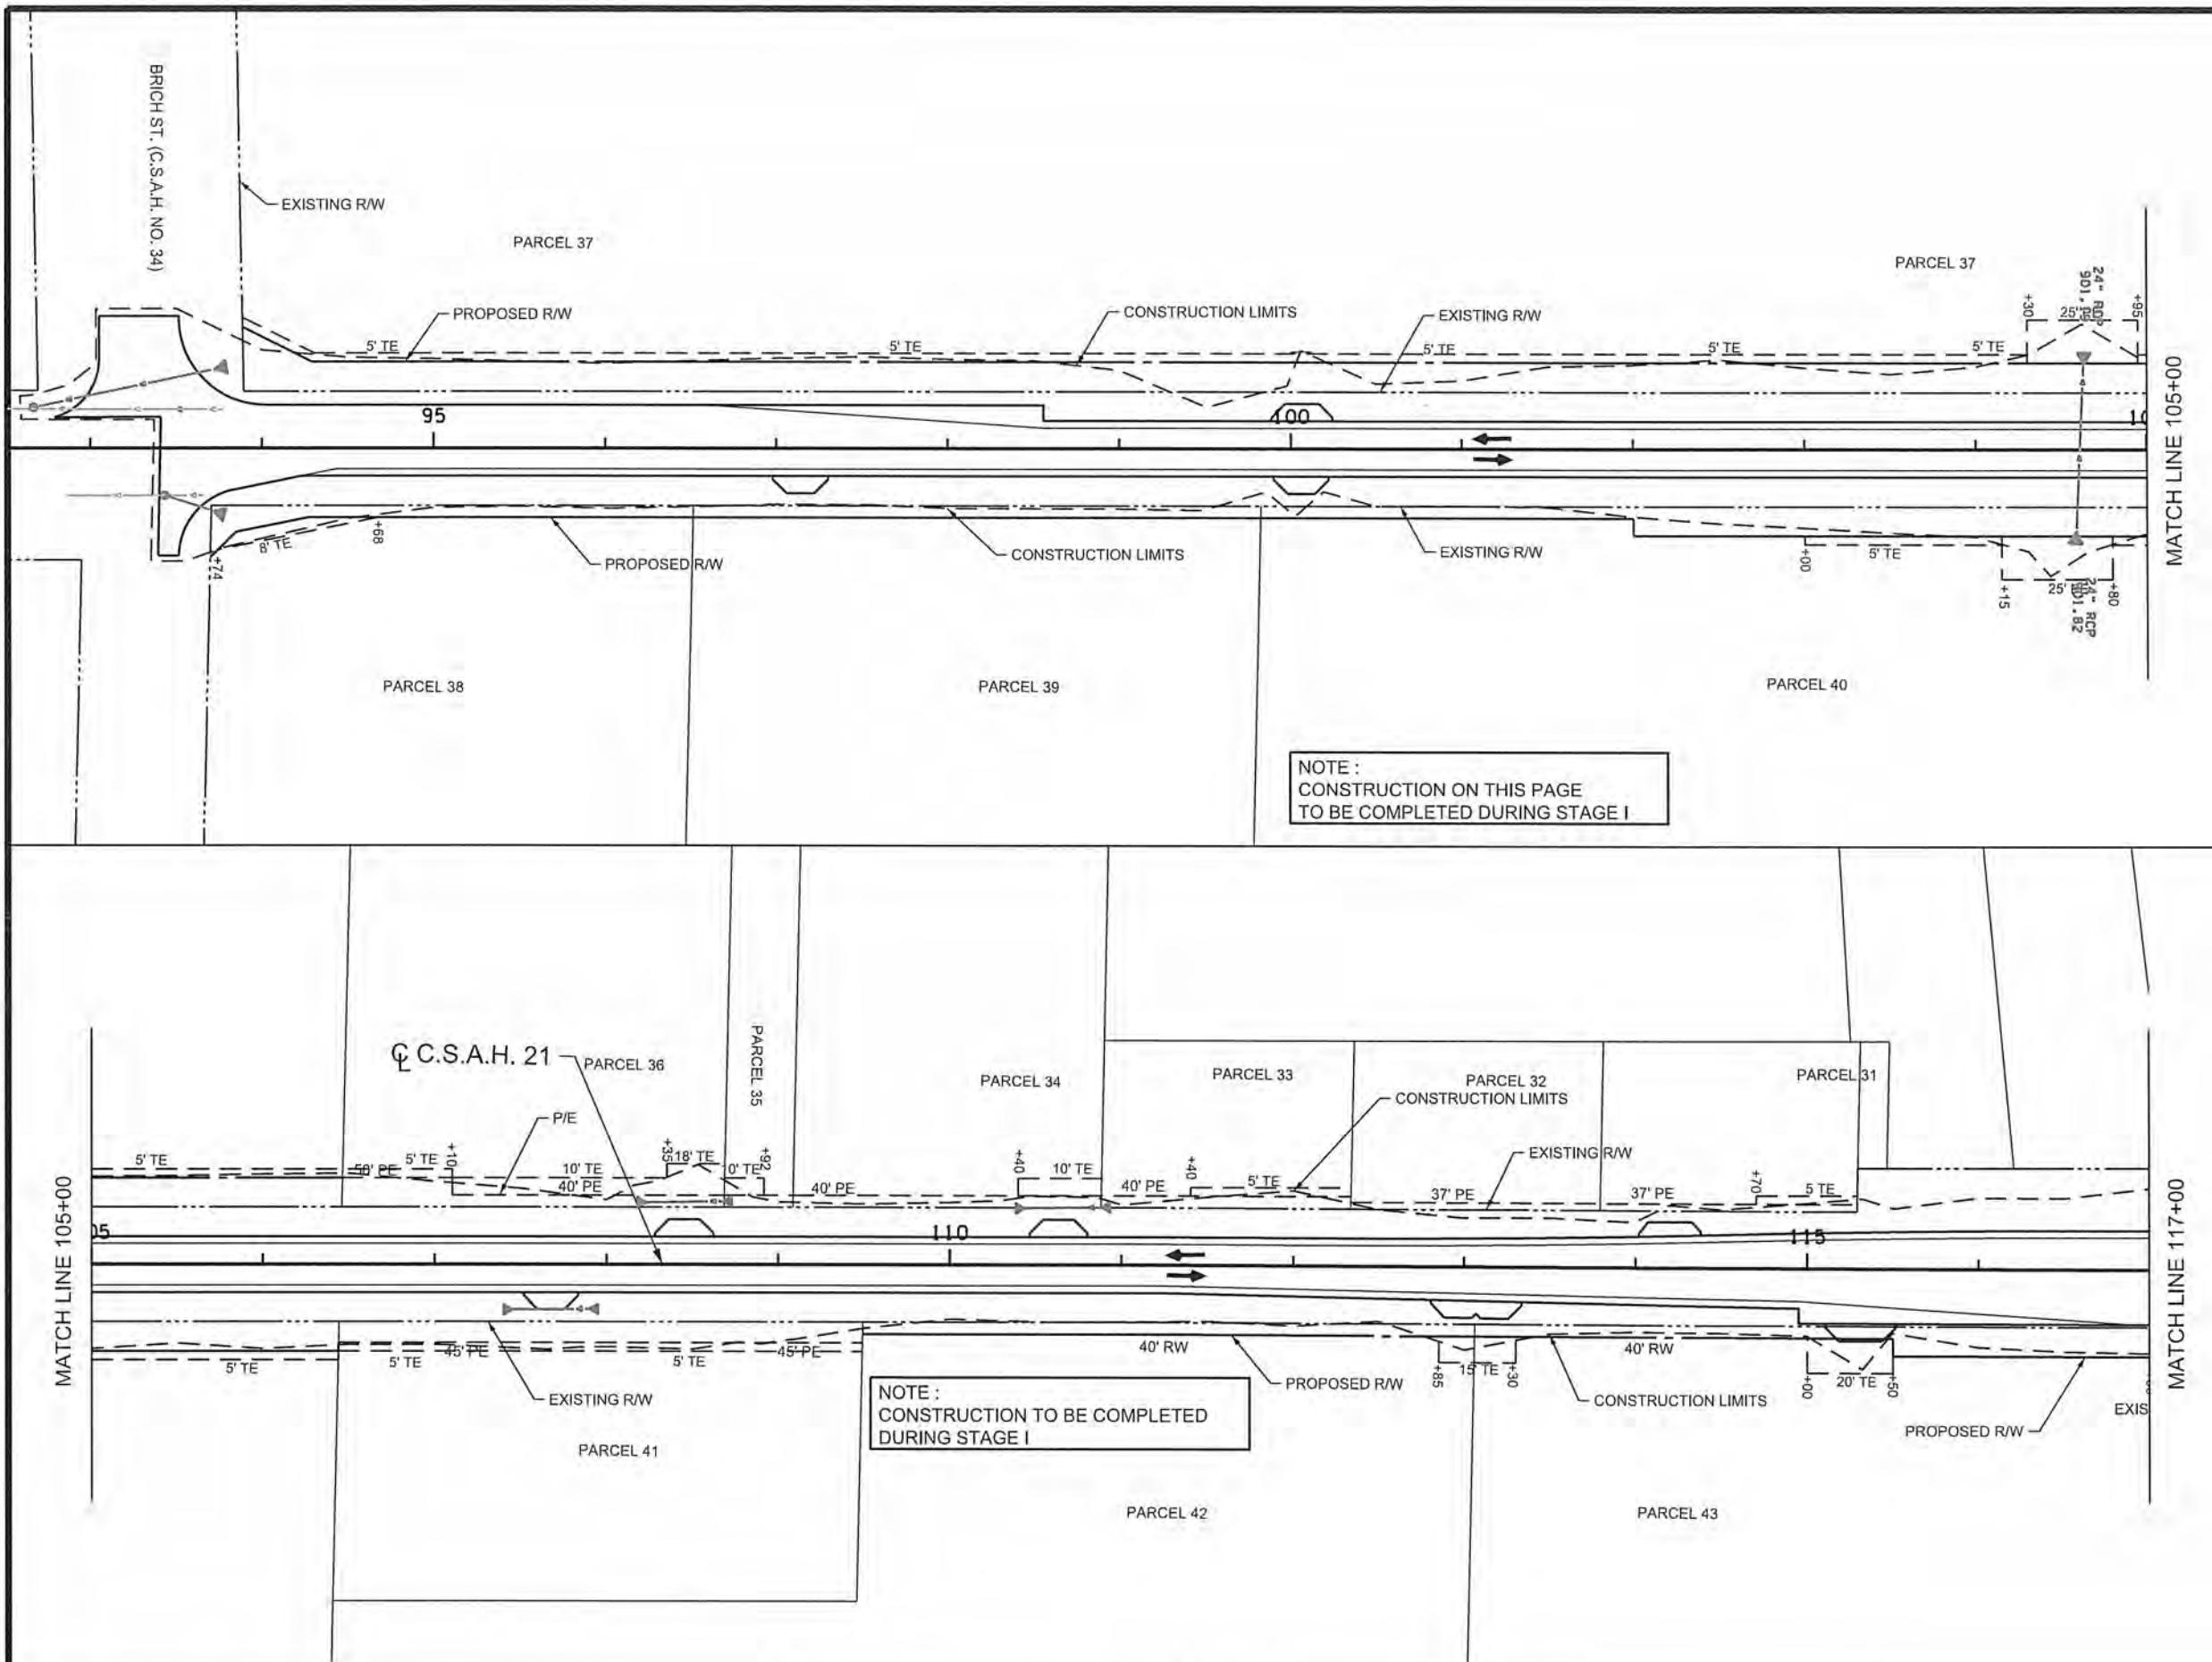 BRICH ST. (C.S.A.H. NO. 34)
EXISTING R/W
PARCEL 37
PARCEL 37
24" RCP
+30
25'
+95
PROPOSED R/W
CONSTRUCTION LIMITS
EXISTING R/W
5' TE
5' TE
5' TE
5' TE
5' TE
95
100
MATCH LINE 105+00
8' TE
+68
+74
PROPOSED R/W
CONSTRUCTION LIMITS
EXISTING R/W
+00
5' TE
+15
25'
+80
24" RCP
PARCEL 38
PARCEL 39
PARCEL 40
NOTE :
CONSTRUCTION ON THIS PAGE
TO BE COMPLETED DURING STAGE I
℄ C.S.A.H. 21
PARCEL 36
PARCEL 35
PARCEL 34
PARCEL 33
PARCEL 32
PARCEL 31
CONSTRUCTION LIMITS
P/E
EXISTING R/W
5' TE
50' PE
5' TE
+10
10' TE
40' PE
+35
18' TE
0' TE
+92
40' PE
+40
10' TE
40' PE
+40
5' TE
37' PE
37' PE
+70
5 TE
MATCH LINE 105+00
05
110
115
MATCH LINE 117+00
5' TE
5' TE
45' PE
5' TE
45' PE
EXISTING R/W
40' RW
PROPOSED R/W
+85
15' TE
+30
40' RW
CONSTRUCTION LIMITS
+00
20' TE
+50
PROPOSED R/W
EXIS
NOTE :
CONSTRUCTION TO BE COMPLETED
DURING STAGE I
PARCEL 41
PARCEL 42
PARCEL 43